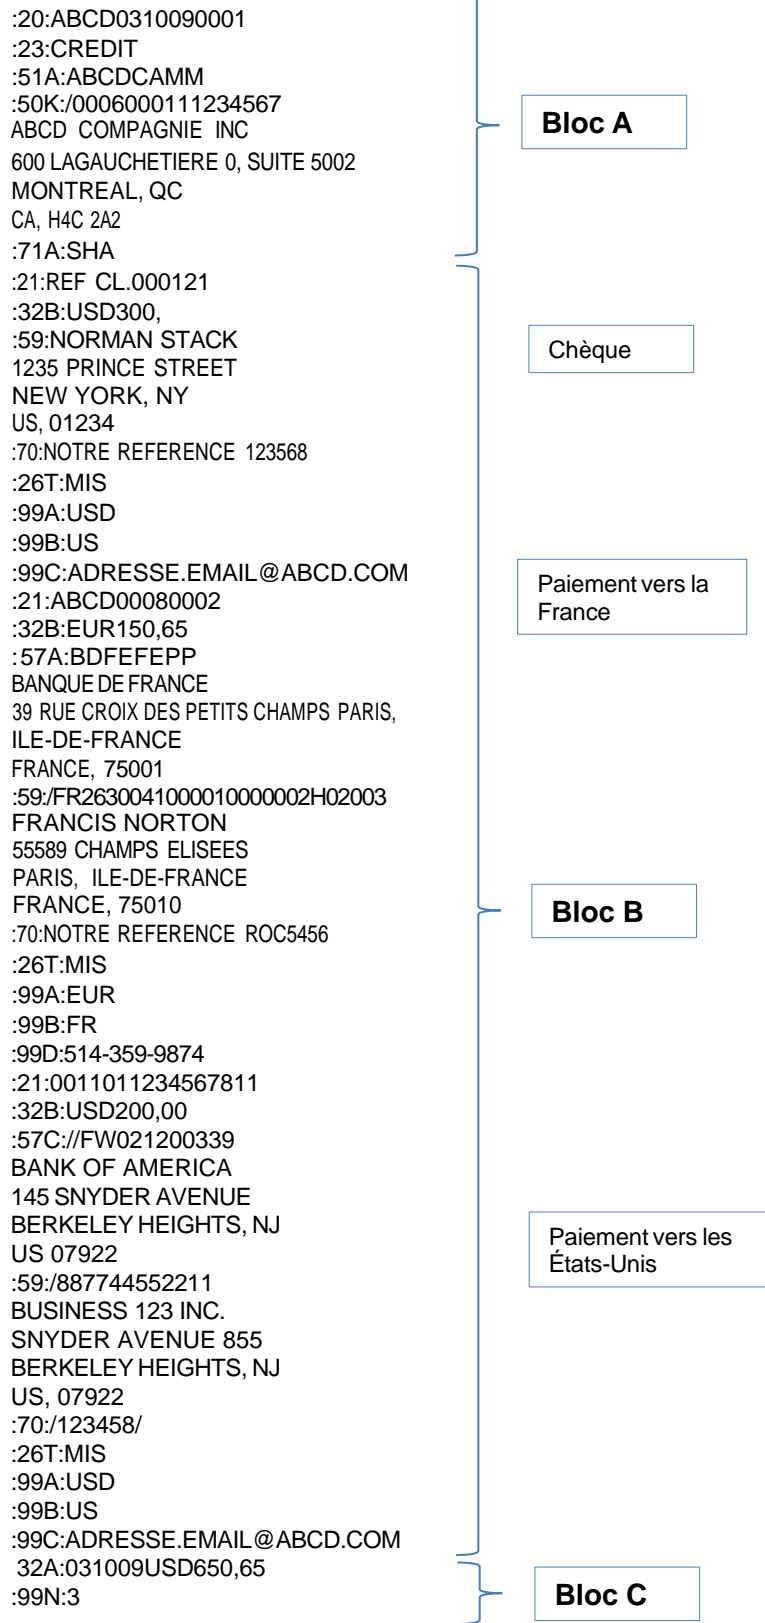 :20:ABCD0310090001
:23:CREDIT
:51A:ABCDCAMM
:50K:/0006000111234567
ABCD COMPAGNIE INC
600 LAGAUCHETIERE 0, SUITE 5002
MONTREAL, QC
CA, H4C 2A2
:71A:SHA
Bloc A
:21:REF CL.000121
:32B:USD300,
:59:NORMAN STACK
1235 PRINCE STREET
NEW YORK, NY
US, 01234
:70:NOTRE REFERENCE 123568
:26T:MIS
:99A:USD
:99B:US
:99C:ADRESSE.EMAIL@ABCD.COM
Chèque
:21:ABCD00080002
:32B:EUR150,65
:57A:BDFEFEPP
BANQUE DE FRANCE
39 RUE CROIX DES PETITS CHAMPS PARIS,
ILE-DE-FRANCE
FRANCE, 75001
:59:/FR2630041000010000002H02003
FRANCIS NORTON
55589 CHAMPS ELISEES
PARIS, ILE-DE-FRANCE
FRANCE, 75010
:70:NOTRE REFERENCE ROC5456
:26T:MIS
:99A:EUR
:99B:FR
:99D:514-359-9874
Paiement vers la
France
Bloc B
:21:0011011234567811
:32B:USD200,00
:57C://FW021200339
BANK OF AMERICA
145 SNYDER AVENUE
BERKELEY HEIGHTS, NJ
US 07922
:59:/887744552211
BUSINESS 123 INC.
SNYDER AVENUE 855
BERKELEY HEIGHTS, NJ
US, 07922
:70:/123458/
:26T:MIS
:99A:USD
:99B:US
:99C:ADRESSE.EMAIL@ABCD.COM
Paiement vers les
États-Unis
32A:031009USD650,65
:99N:3
Bloc C